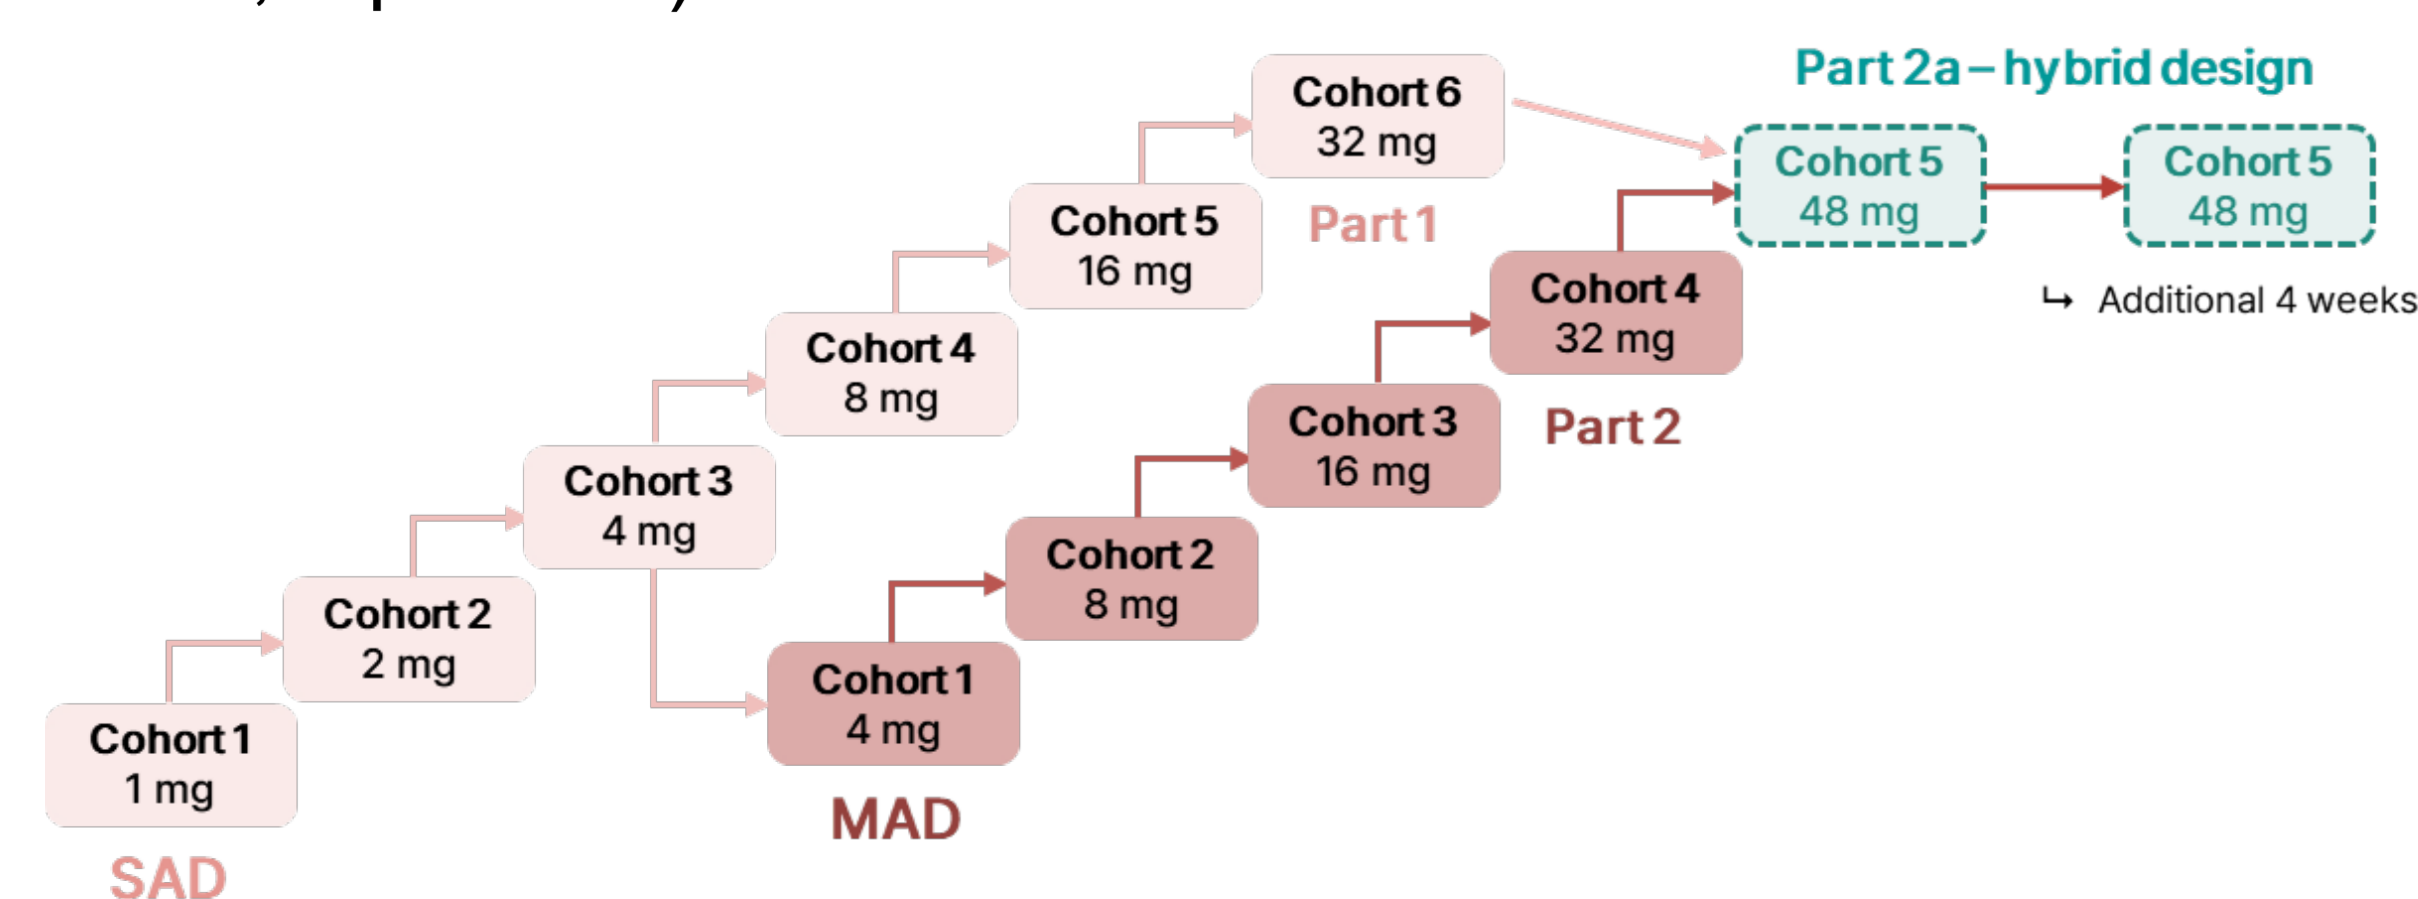 Part 2a – hybrid design
Cohort 6
32 mg
Cohort 5
48 mg
Cohort 5
48 mg
Additional 4 weeks
Part 1
Cohort 5
16 mg
Cohort 4
32 mg
Part 2
Cohort 4
8 mg
Cohort 3
16 mg
Cohort 3
4 mg
Cohort 2
8 mg
Cohort 2
2 mg
Cohort 1
4 mg
MAD
Cohort 1
1 mg
SAD